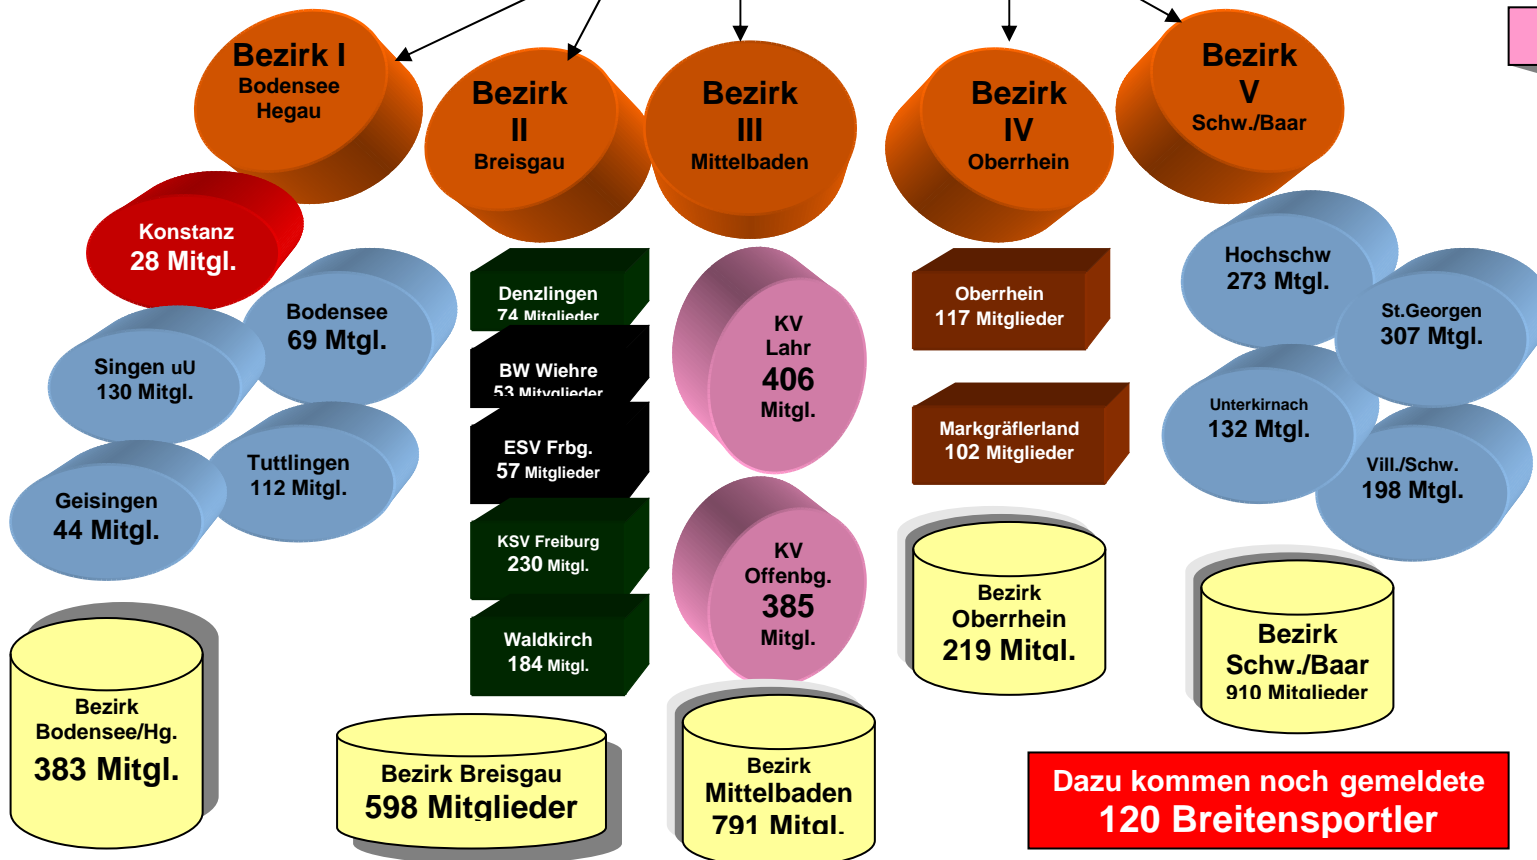 Bezirk I
Bodensee
Hegau
Bezirk
II
Breisgau
Bezirk
III
Mittelbaden
Bezirk
IV
Oberrhein
Bezirk
V
Schw./Baar
Konstanz
28 Mitgl.
Bodensee
69 Mtgl.
Singen uU
130 Mitgl.
Tuttlingen
112 Mitgl.
Geisingen
44 Mitgl.
Bezirk
Bodensee/Hg.
383 Mitgl.
Denzlingen
74 Mitglieder
BW Wiehre
53 Mitvglieder
ESV Frbg.
57 Mitglieder
KSV Freiburg
230 Mitgl.
Waldkirch
184 Mitgl.
Bezirk Breisgau
598 Mitglieder
KV
Lahr
406
Mitgl.
KV
Offenbg.
385
Mitgl.
Bezirk
Mittelbaden
791 Mitgl.
Oberrhein
117 Mitglieder
Markgräflerland
102 Mitglieder
Bezirk
Oberrhein
219 Mitgl.
Hochschw
273 Mtgl.
St.Georgen
307 Mtgl.
Unterkirnach
132 Mtgl.
Vill./Schw.
198 Mtgl.
Bezirk
Schw./Baar
910 Mitglieder
Dazu kommen noch gemeldete
120 Breitensportler